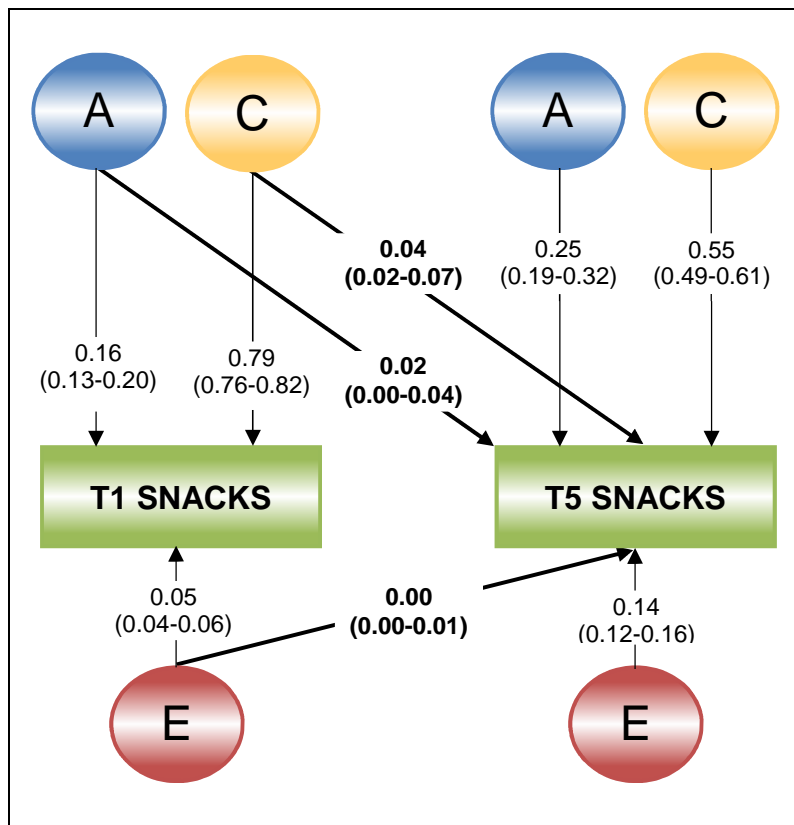 A
C
A
C
0.04
(0.02-0.07)
0.25
(0.19-0.32)
0.55
(0.49-0.61)
0.16
(0.13-0.20)
0.79
(0.76-0.82)
0.02
(0.00-0.04)
T1 SNACKS
T5 SNACKS
0.05
(0.04-0.06)
0.00
(0.00-0.01)
0.14
(0.12-0.16)
E
E